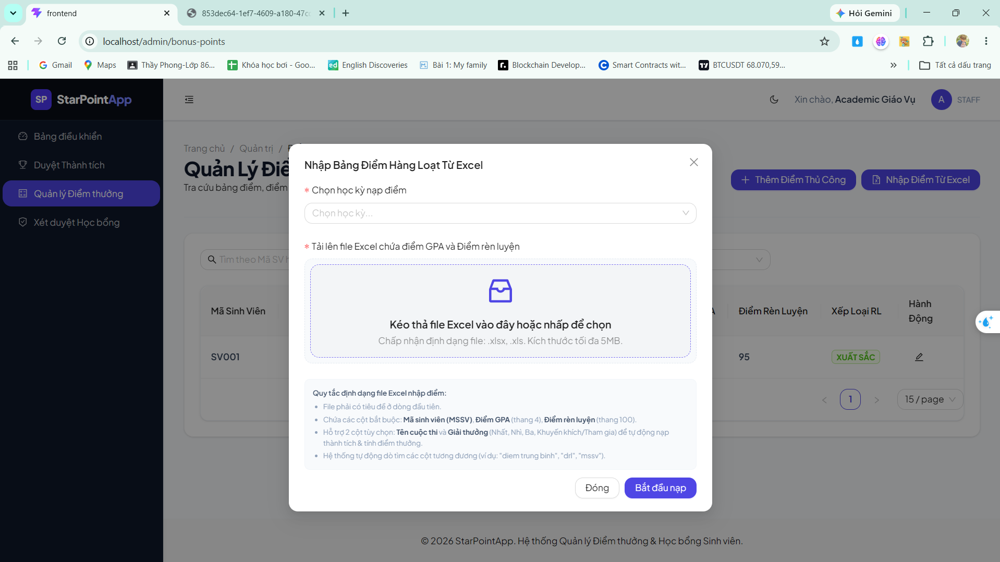 frontend
853dec64-1ef7-4609-a180-47cc
Hỏi Gemini
localhost/admin/bonus-points
Gmail
Maps
Thầy Phong-Lớp 86...
Khóa học bơi - Goo...
English Discoveries
Bài 1: My family
Blockchain Develop...
Smart Contracts wit...
BTCUSDT 68.070,59...
Tất cả dấu trang
SP StarPointApp
Xin chào, Academic Giáo Vụ
A
STAFF
Bảng điều khiển
Duyệt Thành tích
Quản lý Điểm thưởng
Xét duyệt Học bổng
Trang chủ / Quản trị /
Quản Lý
Tra cứu bảng điểm, điểm
+ Thêm Điểm Thủ Công
Nhập Điểm Từ Excel
Tìm theo Mã SV
Mã Sinh Viên
Điểm Rèn Luyện
Xếp Loại RL
Hành Động
SV001
95
XUẤT SẮC
1
15 / page
Nhập Bảng Điểm Hàng Loạt Từ Excel
* Chọn học kỳ nạp điểm
Chọn học kỳ...
* Tải lên file Excel chứa điểm GPA và Điểm rèn luyện
Kéo thả file Excel vào đây hoặc nhấp để chọn
Chấp nhận định dạng file: .xlsx, .xls. Kích thước tối đa 5MB.
Quy tắc định dạng file Excel nhập điểm:
• File phải có tiêu đề ở dòng đầu tiên.
• Chứa các cột bắt buộc: Mã sinh viên (MSSV), Điểm GPA (thang 4), Điểm rèn luyện (thang 100).
• Hỗ trợ 2 cột tùy chọn: Tên cuộc thi và Giải thưởng (Nhất, Nhì, Ba, Khuyến khích/Tham gia) để tự động nạp
thành tích & tính điểm thưởng.
• Hệ thống tự động dò tìm các cột tương đương (ví dụ: "diem trung binh", "drl", "mssv").
Đóng
Bắt đầu nạp
© 2026 StarPointApp. Hệ thống Quản lý Điểm thưởng & Học bổng Sinh viên.